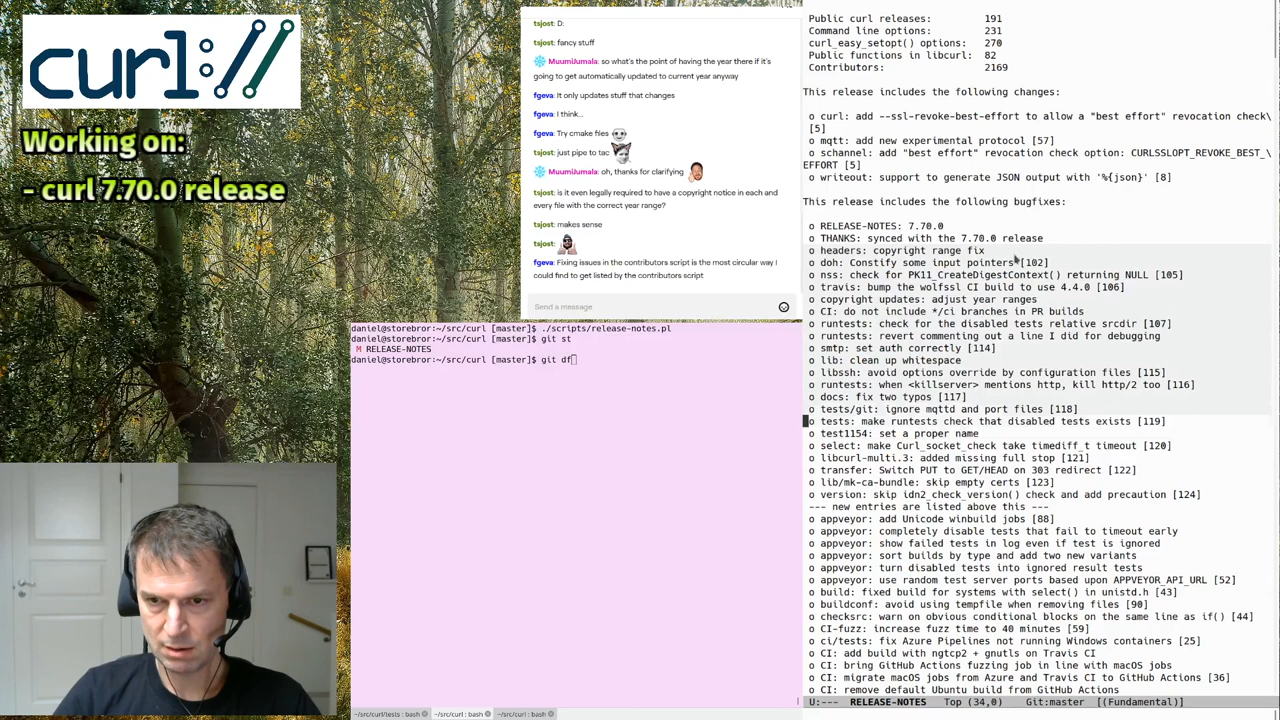 curl://
Working on:
- curl 7.70.0 release
tsjost: D:
tsjost: fancy stuff
MuumiJumala: so what's the point of having the year there if it's
going to get automatically updated to current year anyway
fgeva: It only updates stuff that changes
fgeva: I think...
fgeva: Try cmake files
tsjost: just pipe to tac
MuumiJumala: oh, thanks for clarifying
tsjost: is it even legally required to have a copyright notice in each and
every file with the correct year range?
tsjost: makes sense
tsjost:
fgeva: Fixing issues in the contributors script is the most circular way I
could find to get listed by the contributors script
Send a message
daniel@storebror:~/src/curl [master]$ ./scripts/release-notes.pl
daniel@storebror:~/src/curl [master]$ git st
M RELEASE-NOTES
daniel@storebror:~/src/curl [master]$ git df
~/src/curl/tests : bash
~/src/curl : bash
~/src/curl : bash
Public curl releases: 191
Command line options: 231
curl_easy_setopt() options: 270
Public functions in libcurl: 82
Contributors: 2169
This release includes the following changes:
o curl: add --ssl-revoke-best-effort to allow a "best effort" revocation check\
[5]
o mqtt: add new experimental protocol [57]
o schannel: add "best effort" revocation check option: CURLSSLOPT_REVOKE_BEST_\
EFFORT [5]
o writeout: support to generate JSON output with '%{json}' [8]
This release includes the following bugfixes:
o RELEASE-NOTES: 7.70.0
o THANKS: synced with the 7.70.0 release
o headers: copyright range fix
o doh: Constify some input pointers [102]
o nss: check for PK11_CreateDigestContext() returning NULL [105]
o travis: bump the wolfssl CI build to use 4.4.0 [106]
o copyright updates: adjust year ranges
o CI: do not include */ci branches in PR builds
o runtests: check for the disabled tests relative srcdir [107]
o runtests: revert commenting out a line I did for debugging
o smtp: set auth correctly [114]
o lib: clean up whitespace
o libssh: avoid options override by configuration files [115]
o runtests: when <killserver> mentions http, kill http/2 too [116]
o docs: fix two typos [117]
o tests/git: ignore mqttd and port files [118]
o tests: make runtests check that disabled tests exists [119]
o test1154: set a proper name
o select: make Curl_socket_check take timediff_t timeout [120]
o libcurl-multi.3: added missing full stop [121]
o transfer: Switch PUT to GET/HEAD on 303 redirect [122]
o lib/mk-ca-bundle: skip empty certs [123]
o version: skip idn2_check_version() check and add precaution [124]
--- new entries are listed above this ---
o appveyor: add Unicode winbuild jobs [88]
o appveyor: completely disable tests that fail to timeout early
o appveyor: show failed tests in log even if test is ignored
o appveyor: sort builds by type and add two new variants
o appveyor: turn disabled tests into ignored result tests
o appveyor: use random test server ports based upon APPVEYOR_API_URL [52]
o build: fixed build for systems with select() in unistd.h [43]
o buildconf: avoid using tempfile when removing files [90]
o checksrc: warn on obvious conditional blocks on the same line as if() [44]
o CI-fuzz: increase fuzz time to 40 minutes [59]
o ci/tests: fix Azure Pipelines not running Windows containers [25]
o CI: add build with ngtcp2 + gnutls on Travis CI
o CI: bring GitHub Actions fuzzing job in line with macOS jobs
o CI: migrate macOS jobs from Azure and Travis CI to GitHub Actions [36]
o CI: remove default Ubuntu build from GitHub Actions
U:--- RELEASE-NOTES Top (34,0) Git:master [(Fundamental)]